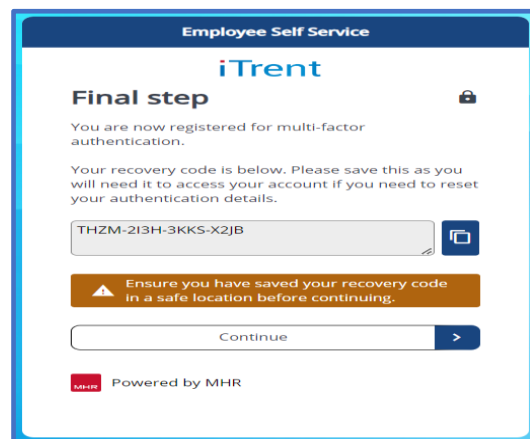 Employee Self Service
iTrent
Final step
You are now registered for multi-factor
authentication.
Your recovery code is below. Please save this as you
will need it to access your account if you need to reset
your authentication details.
THZM-2I3H-3KKS-X2JB
Ensure you have saved your recovery code
in a safe location before continuing.
Continue
MHR Powered by MHR